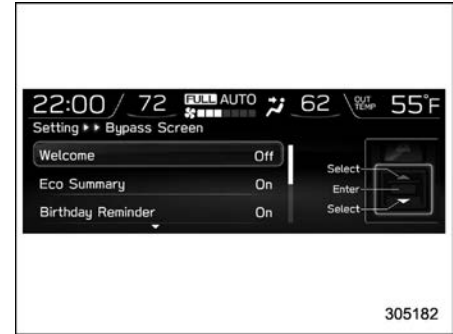 22:00 / 72 FULL AUTO 62 OUT TEMP 55°F
Setting ▸▸ Bypass Screen
Welcome Off
Eco Summary On
Birthday Reminder On
Select
Enter
Select
305182